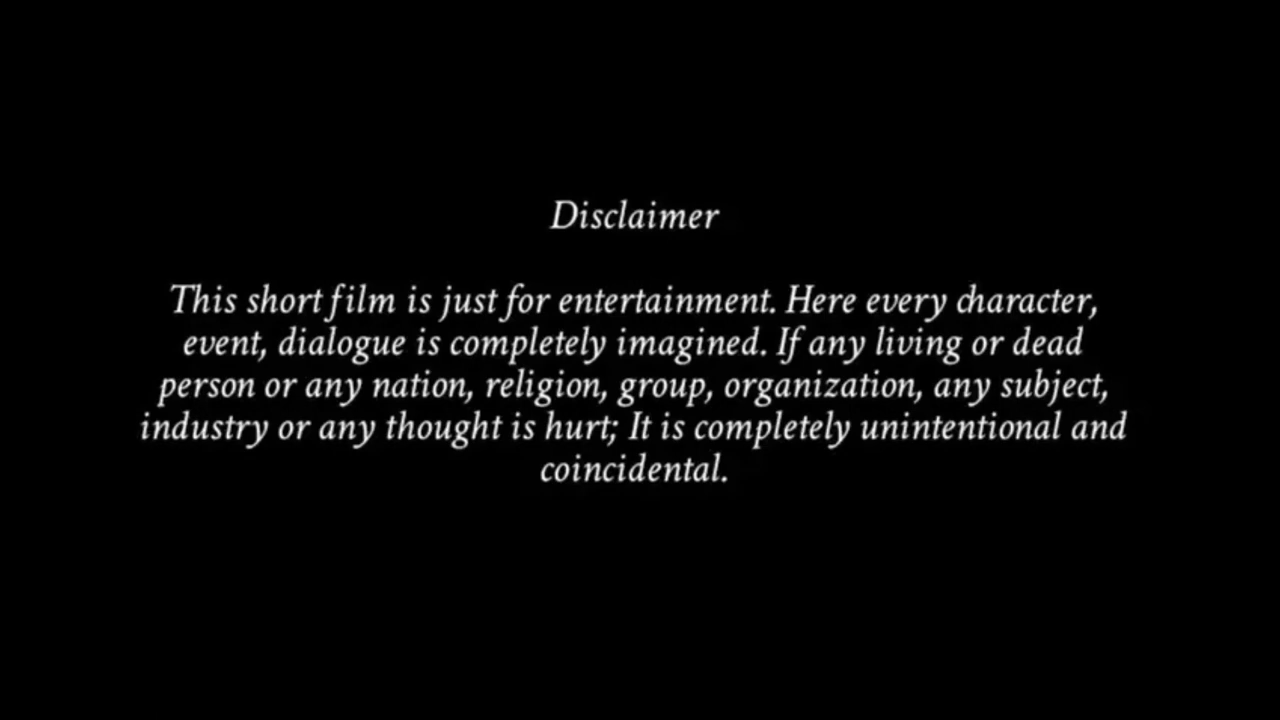 Disclaimer
This short film is just for entertainment. Here every character,
event, dialogue is completely imagined. If any living or dead
person or any nation, religion, group, organization, any subject,
industry or any thought is hurt; It is completely unintentional and
coincidental.